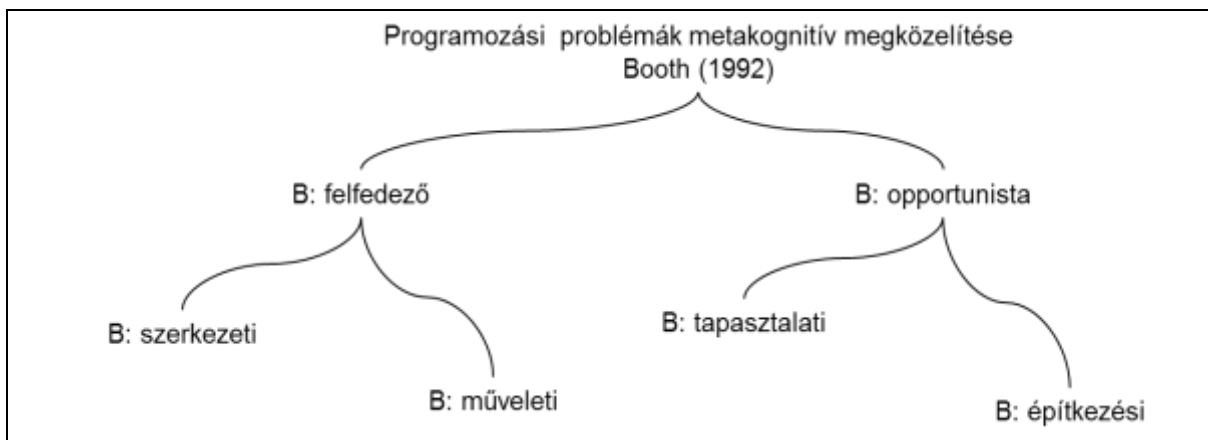 Programozási problémák metakognitív megközelítése
Booth (1992)
B: felfedező
B: opportunista
B: szerkezeti
B: tapasztalati
B: műveleti
B: építkezési